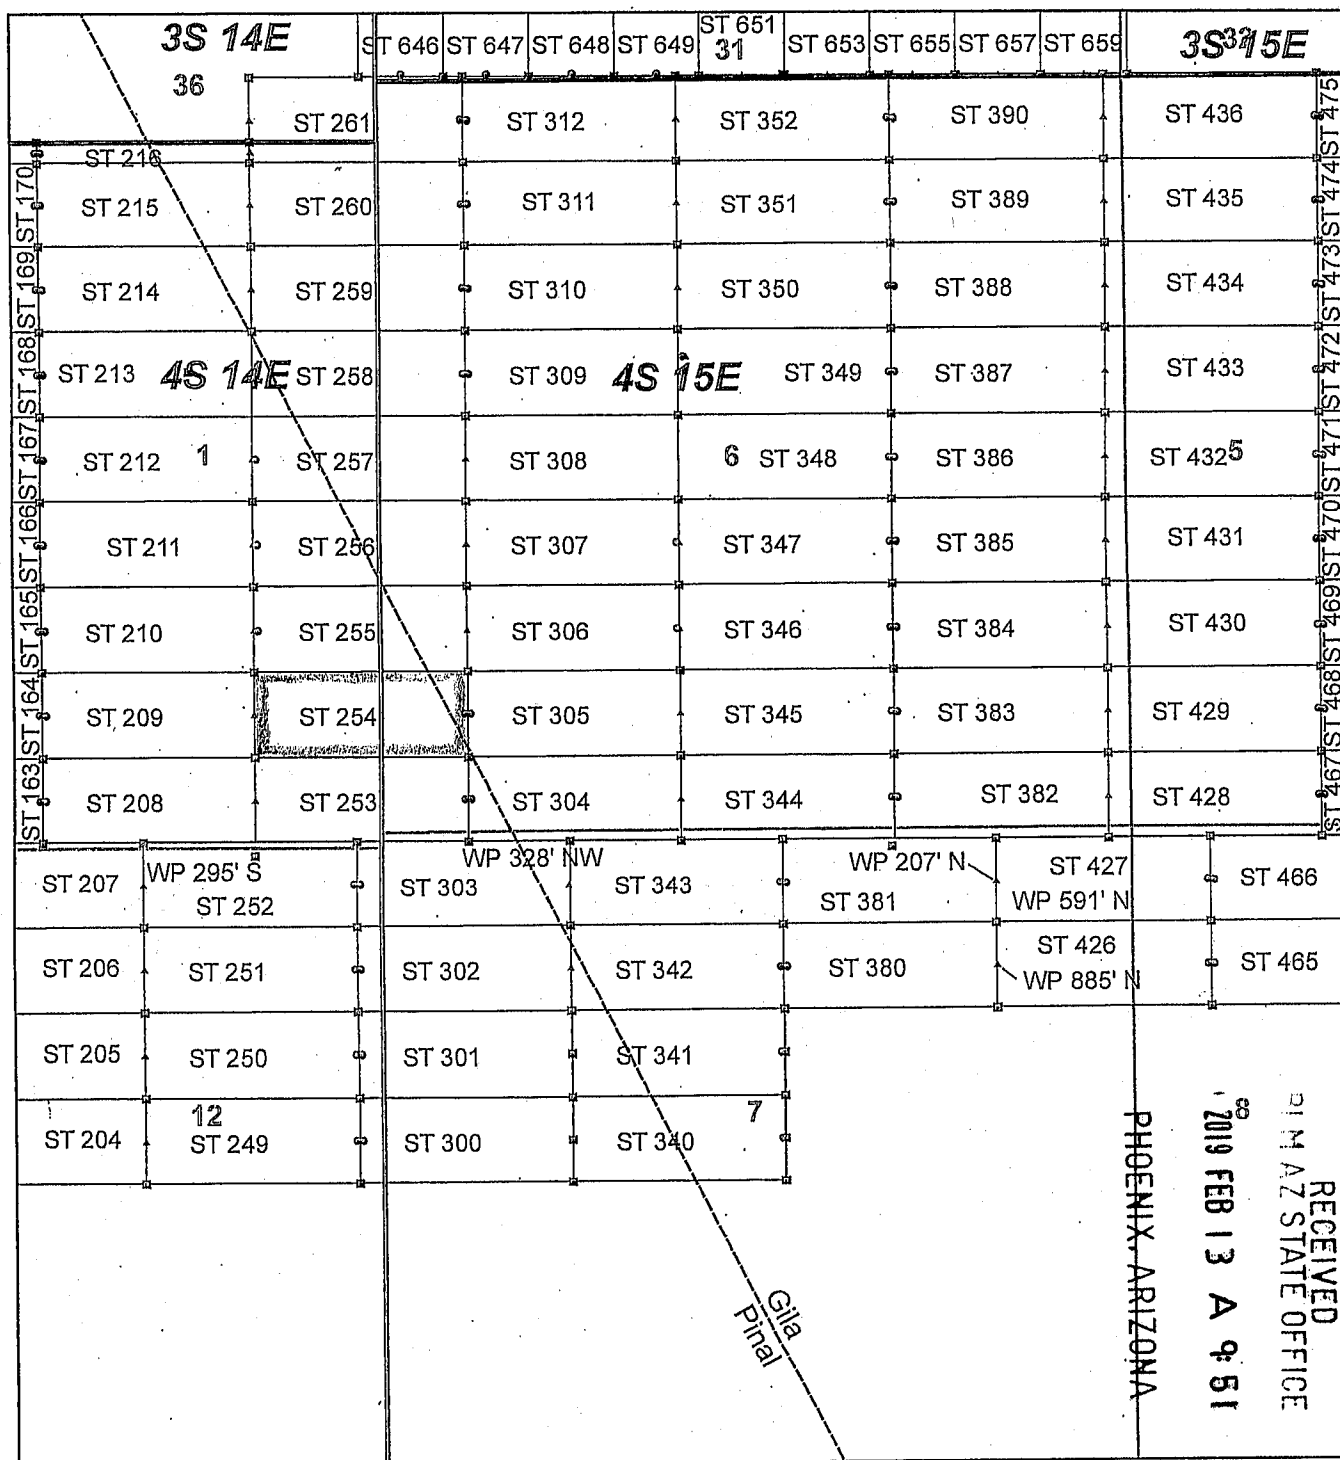 3S 14E ST 646 ST 647 ST 648 ST 649 ST 651 31 ST 653 ST 655 ST 657 ST 659 3S 32 15E
36
ST 261 ST 312 ST 352 ST 390 ST 436 ST 475
ST 216
ST 170 ST 215 ST 260 ST 311 ST 351 ST 389 ST 435 ST 474
ST 169 ST 214 ST 259 ST 310 ST 350 ST 388 ST 434 ST 473
ST 168 ST 213 4S 14E ST 258 ST 309 4S 15E ST 349 ST 387 ST 433 ST 472
ST 167 ST 212 1 ST 257 ST 308 6 ST 348 ST 386 ST 432 5 ST 471
ST 166 ST 211 ST 256 ST 307 ST 347 ST 385 ST 431 ST 470
ST 165 ST 210 ST 255 ST 306 ST 346 ST 384 ST 430 ST 469
ST 164 ST 209 ST 254 ST 305 ST 345 ST 383 ST 429 ST 468
ST 163 ST 208 ST 253 ST 304 ST 344 ST 382 ST 428 ST 467
WP 295' S WP 328' NW WP 207' N ST 427
ST 207 ST 252 ST 303 ST 343 ST 381 WP 591' N ST 466
ST 206 ST 251 ST 302 ST 342 ST 380 ST 426 ST 465
WP 885' N
ST 205 ST 250 ST 301 ST 341
12 7
ST 204 ST 249 ST 300 ST 340
Gila
Pinal
RECEIVED
AZ STATE OFFICE
2019 FEB 13 A 9:51
PHOENIX, ARIZONA